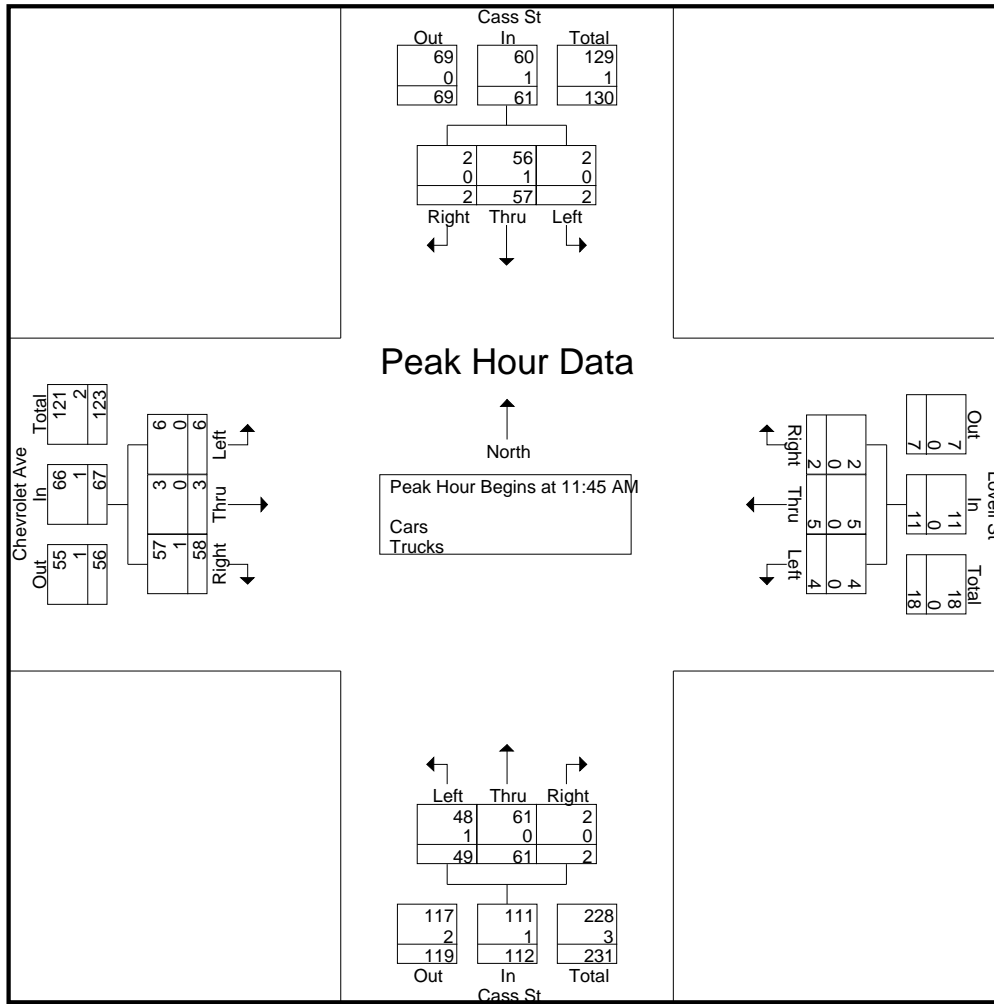 Cass St
Out In Total
69 60 129
0 1 1
69 61 130
2 56 2
0 1 0
2 57 2
Right Thru Left
Peak Hour Data
North
Peak Hour Begins at 11:45 AM
Cars
Trucks
Chevrolet Ave
Out In Total
55 66 121
1 1 2
56 67 123
57 3 6
1 0 0
58 3 6
Right Thru Left
Out In Total
7 11 18
0 0 0
7 11 18
2 5 4
0 0 0
2 5 4
Right Thru Left
Left Thru Right
48 61 2
1 0 0
49 61 2
117 111 228
2 1 3
119 112 231
Out In Total
Cass St